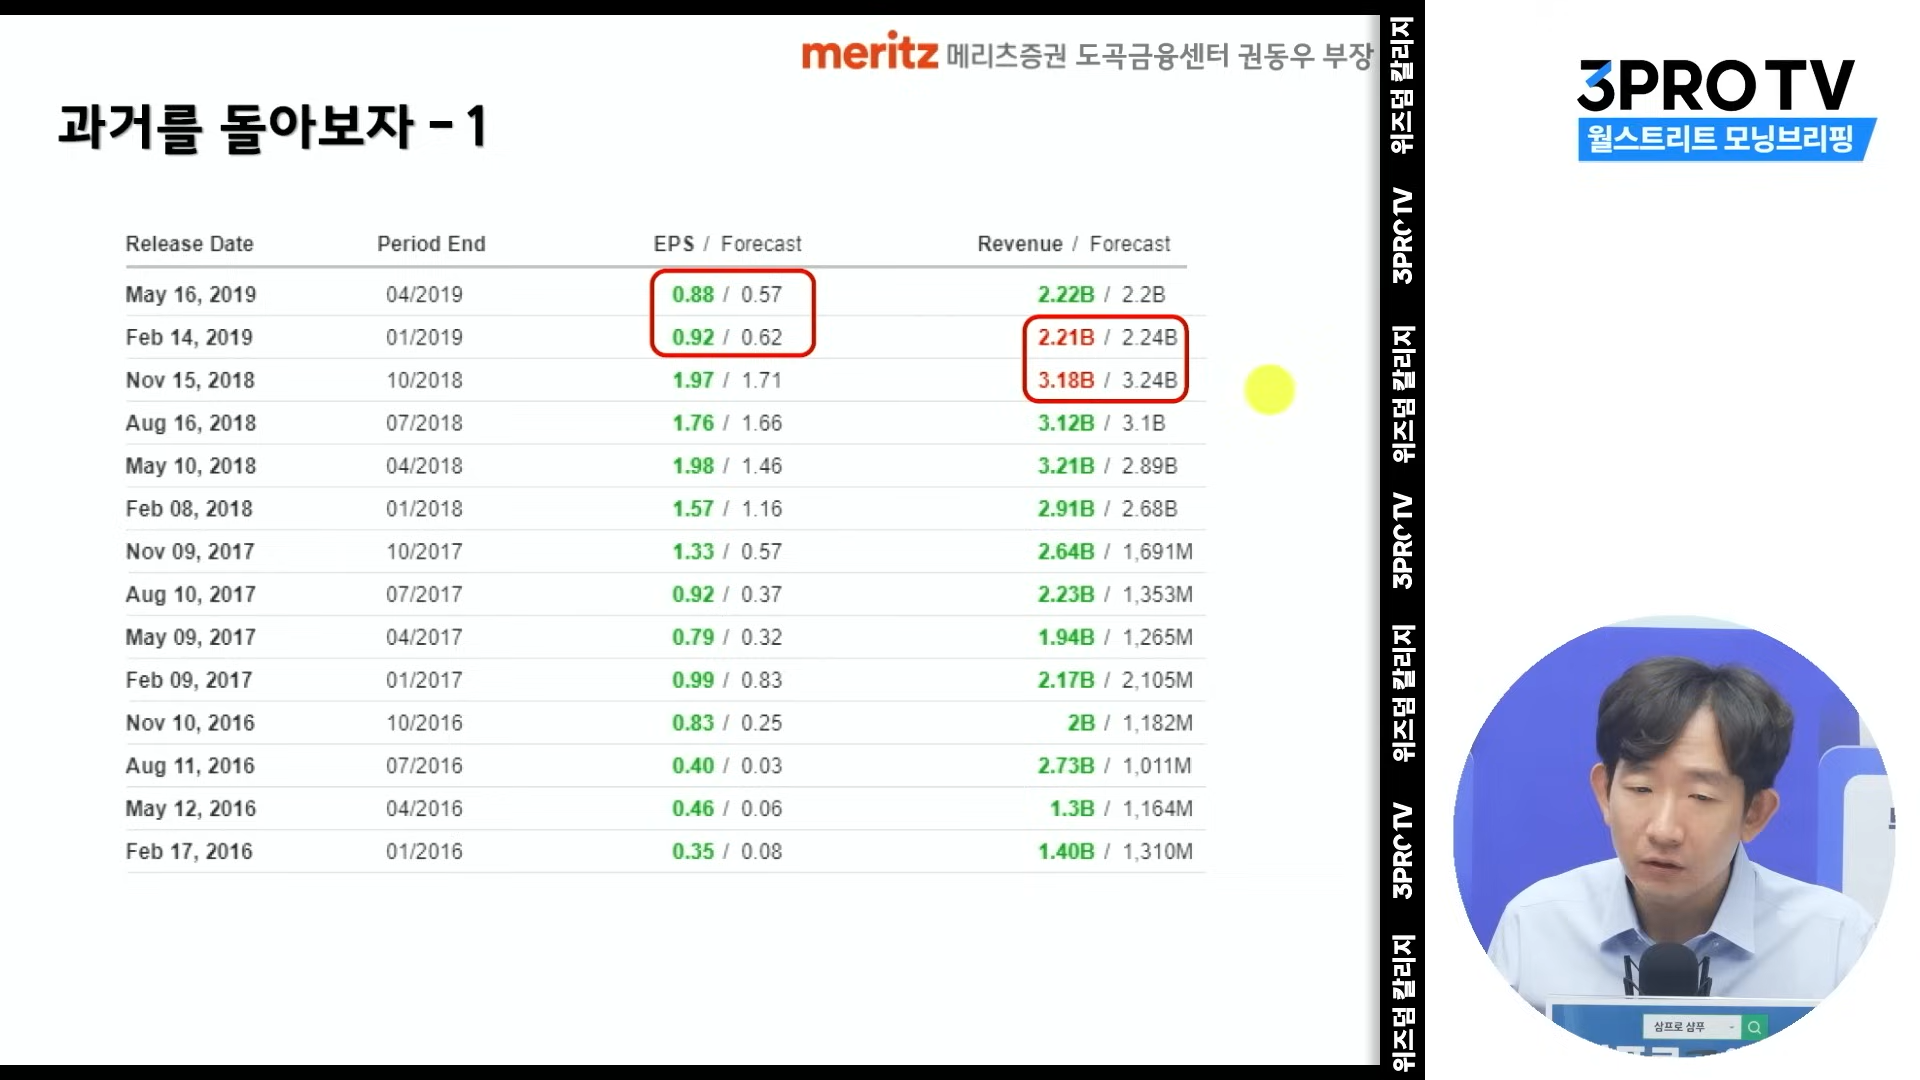 meritz 메리츠증권 도곡금융센터 권동우 부장
과거를 돌아보자 - 1
Release Date Period End EPS / Forecast Revenue / Forecast
May 16, 2019 04/2019 0.88 / 0.57 2.22B / 2.2B
Feb 14, 2019 01/2019 0.92 / 0.62 2.21B / 2.24B
Nov 15, 2018 10/2018 1.97 / 1.71 3.18B / 3.24B
Aug 16, 2018 07/2018 1.76 / 1.66 3.12B / 3.1B
May 10, 2018 04/2018 1.98 / 1.46 3.21B / 2.89B
Feb 08, 2018 01/2018 1.57 / 1.16 2.91B / 2.68B
Nov 09, 2017 10/2017 1.33 / 0.57 2.64B / 1,691M
Aug 10, 2017 07/2017 0.92 / 0.37 2.23B / 1,353M
May 09, 2017 04/2017 0.79 / 0.32 1.94B / 1,265M
Feb 09, 2017 01/2017 0.99 / 0.83 2.17B / 2,105M
Nov 10, 2016 10/2016 0.83 / 0.25 2B / 1,182M
Aug 11, 2016 07/2016 0.40 / 0.03 2.73B / 1,011M
May 12, 2016 04/2016 0.46 / 0.06 1.3B / 1,164M
Feb 17, 2016 01/2016 0.35 / 0.08 1.40B / 1,310M
위즈덤 칼리지 3PRO TV 위즈덤 칼리지 3PRO TV 위즈덤 칼리지 3PRO TV 위즈덤 칼리지
3PRO TV
월스트리트 모닝브리핑
삼프로 샴푸